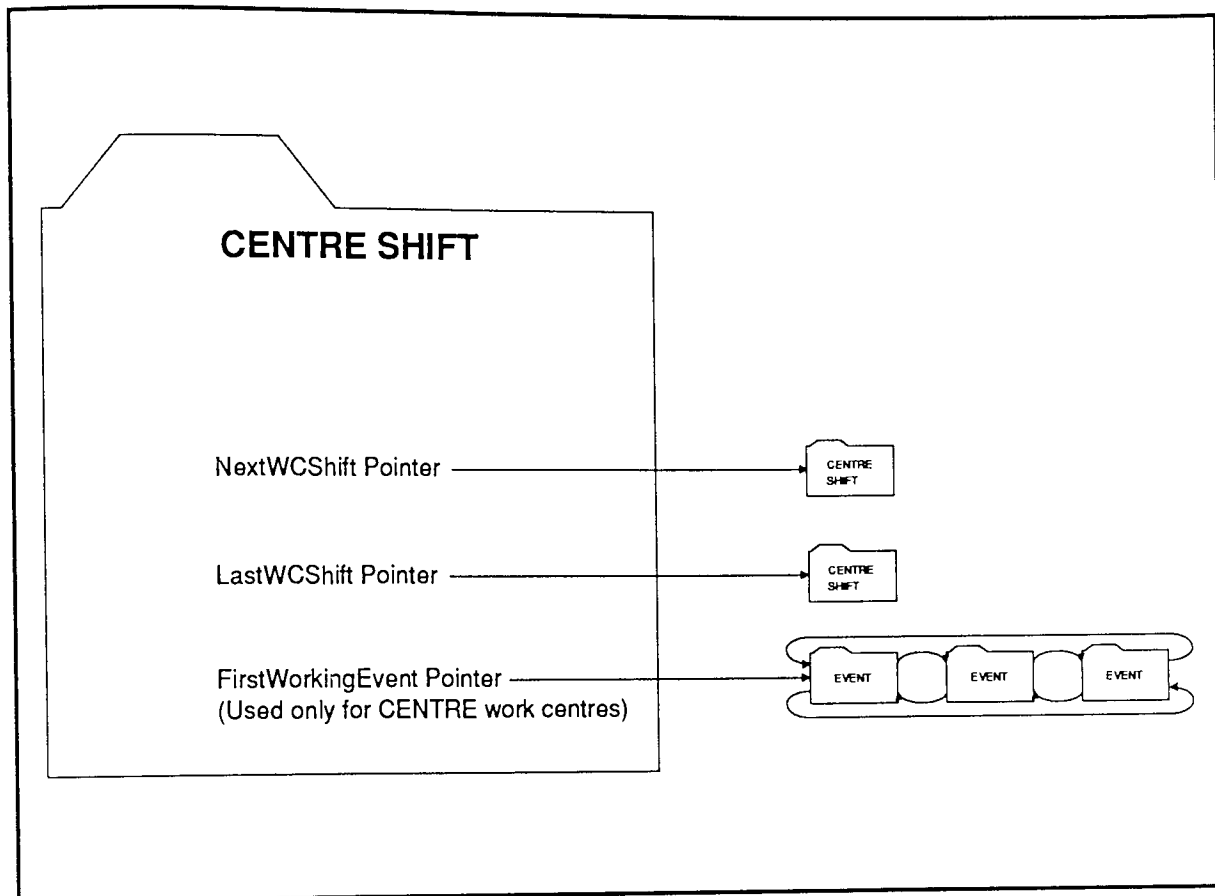 CENTRE SHIFT
NextWCShift Pointer
CENTRE
SHIFT
LastWCShift Pointer
CENTRE
SHIFT
FirstWorkingEvent Pointer
(Used only for CENTRE work centres)
EVENT
EVENT
EVENT